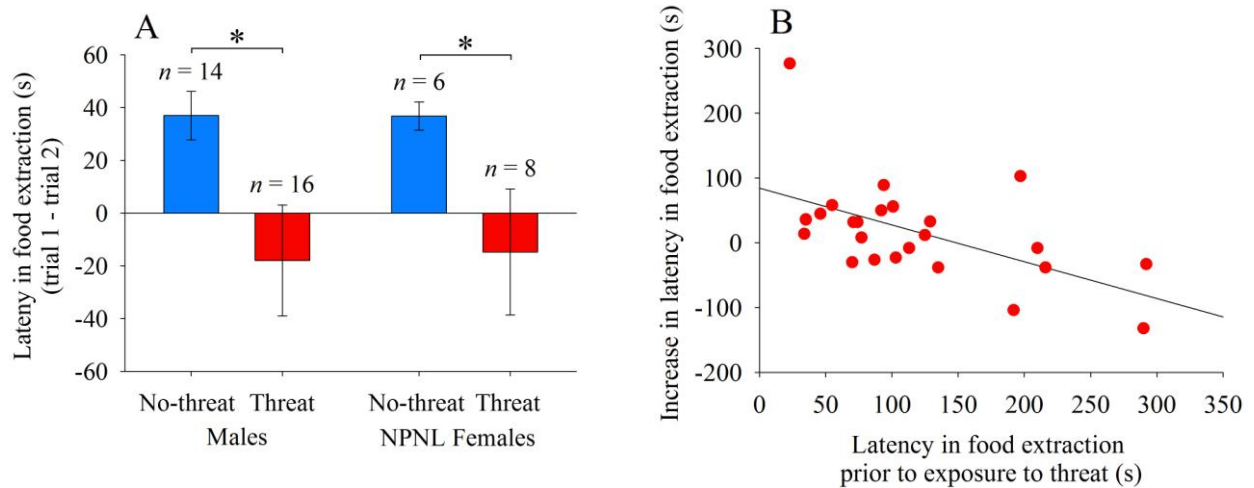 A
Lateny in food extraction (s)
(trial 1 - trial 2)
60
40
20
0
-20
-40
-60
*
*
n = 14
n = 16
n = 6
n = 8
No-threat Threat No-threat Threat
Males NPNL Females
B
Increase in latency in food extraction (s)
300
200
100
0
-100
-200
0 50 100 150 200 250 300 350
Latency in food extraction
prior to exposure to threat (s)